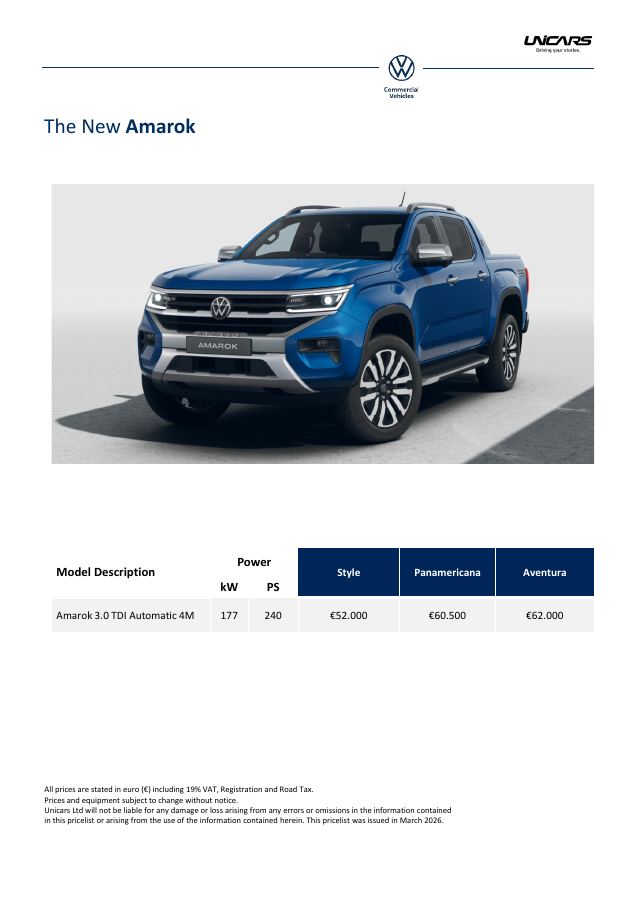 UNICARS
Driving your stories.
Commercial
Vehicles
The New Amarok
AMAROK
Model Description
Power
kW PS
Style Panamericana Aventura
Amarok 3.0 TDI Automatic 4M 177 240 €52.000 €60.500 €62.000
All prices are stated in euro (€) including 19% VAT, Registration and Road Tax.
Prices and equipment subject to change without notice.
Unicars Ltd will not be liable for any damage or loss arising from any errors or omissions in the information contained
in this pricelist or arising from the use of the information contained herein. This pricelist was issued in March 2026.